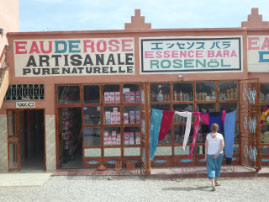 EAU DE ROSE
ARTISANALE
PURE NATURELLE
エッセンス バラ
ESSENCE BARA
ROSENÖL